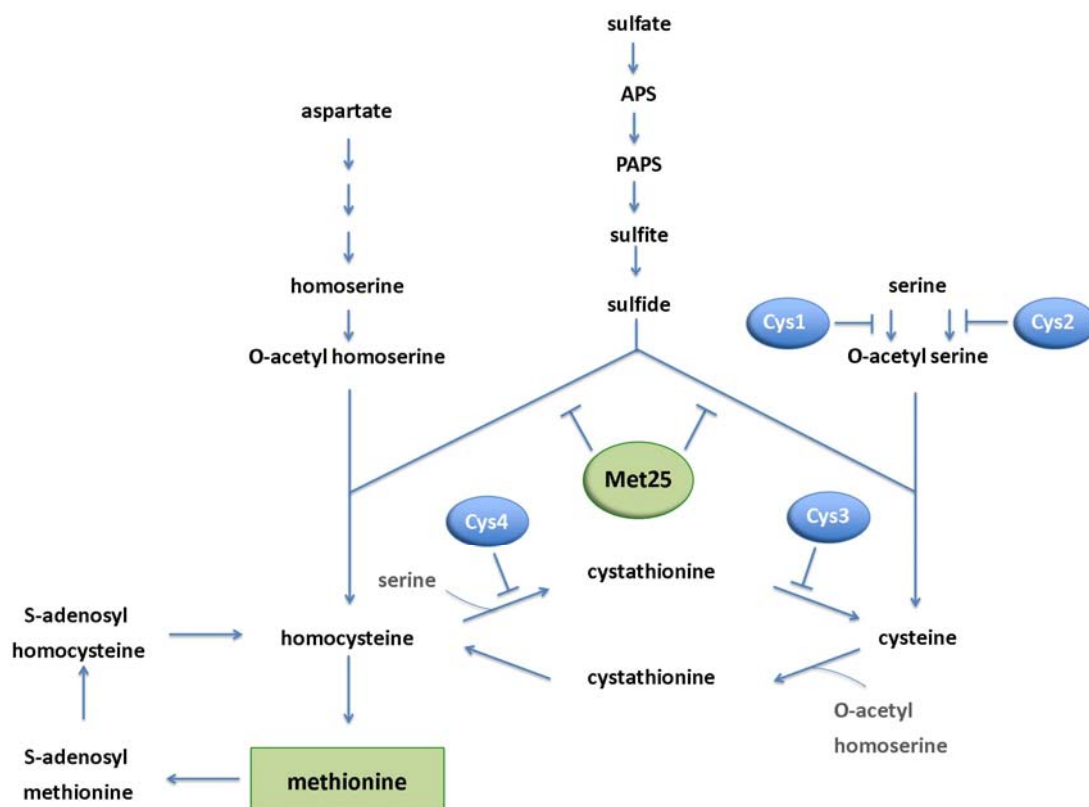 sulfate
APS
aspartate
PAPS
sulfite
homoserine
serine
sulfide
Cys1
Cys2
O-acetyl homoserine
O-acetyl serine
Met25
Cys4
Cys3
serine
cystathionine
S-adenosyl
homocysteine
homocysteine
cysteine
cystathionine
O-acetyl
homoserine
S-adenosyl
methionine
methionine